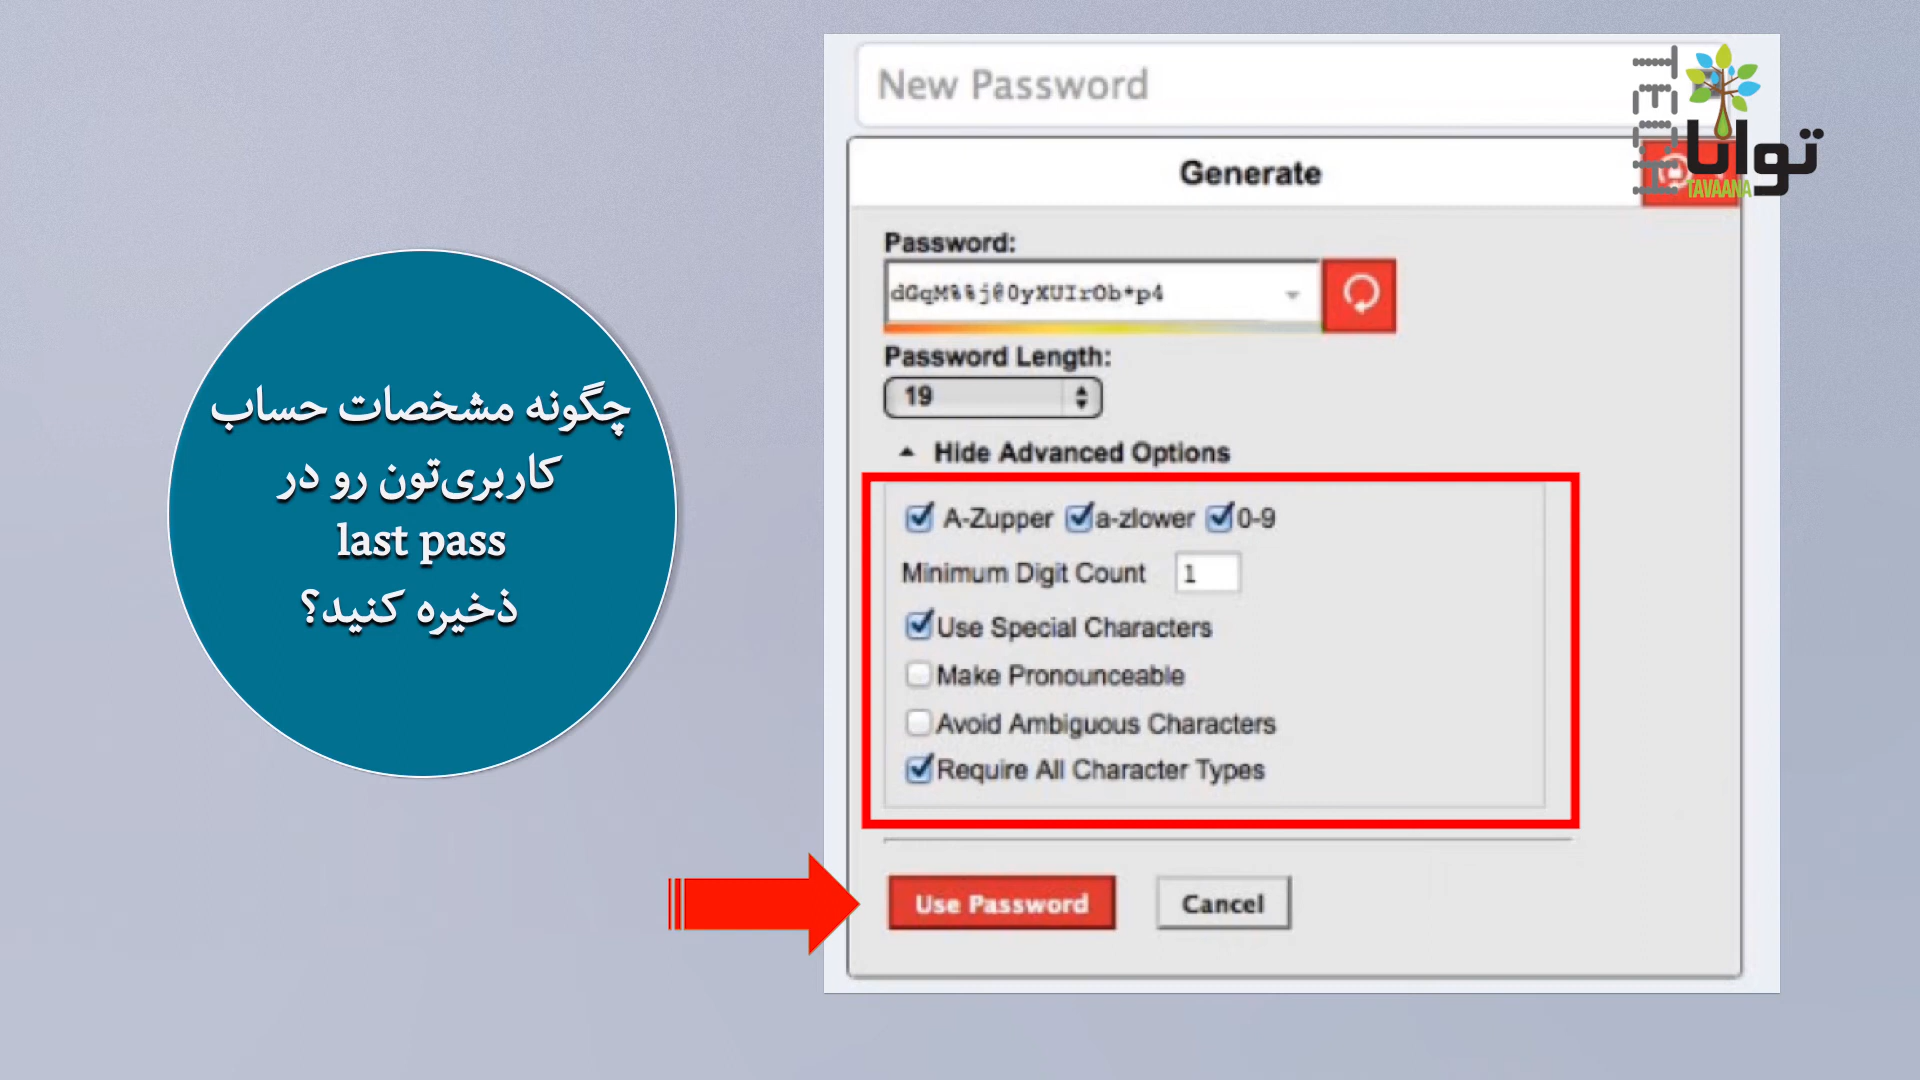 چگونه مشخصات حساب
کاربری‌تون رو در
last pass
ذخیره کنید؟
New Password
Generate
Password:
dGqM%%j@0yXUIrOb*p4
Password Length:
19
Hide Advanced Options
A-Zupper a-zlower 0-9
Minimum Digit Count 1
Use Special Characters
Make Pronounceable
Avoid Ambiguous Characters
Require All Character Types
Use Password Cancel
توانا
TAVAANA